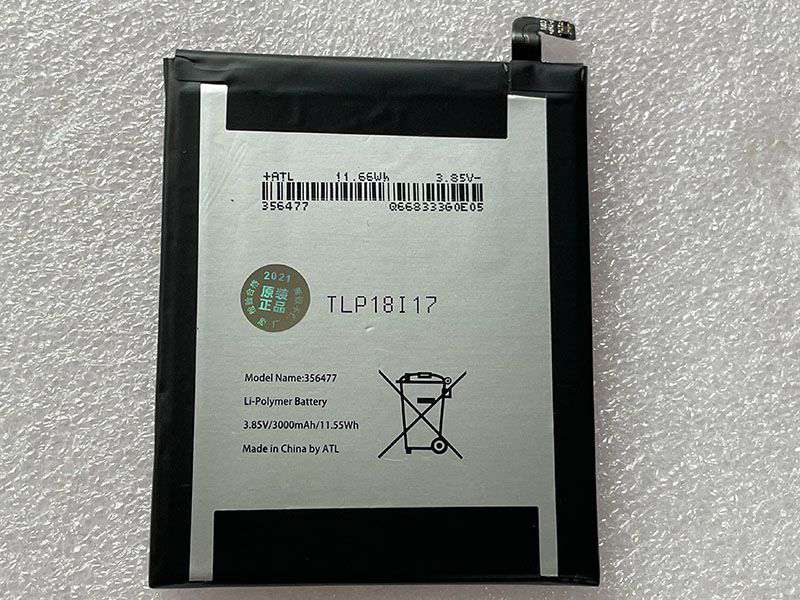 +ATL 11.66Wh 3.85V-
356477 Q668333G0E05
2021
原装
正品
TLP18I17
Model Name:356477
Li-Polymer Battery
3.85V/3000mAh/11.55Wh
Made in China by ATL